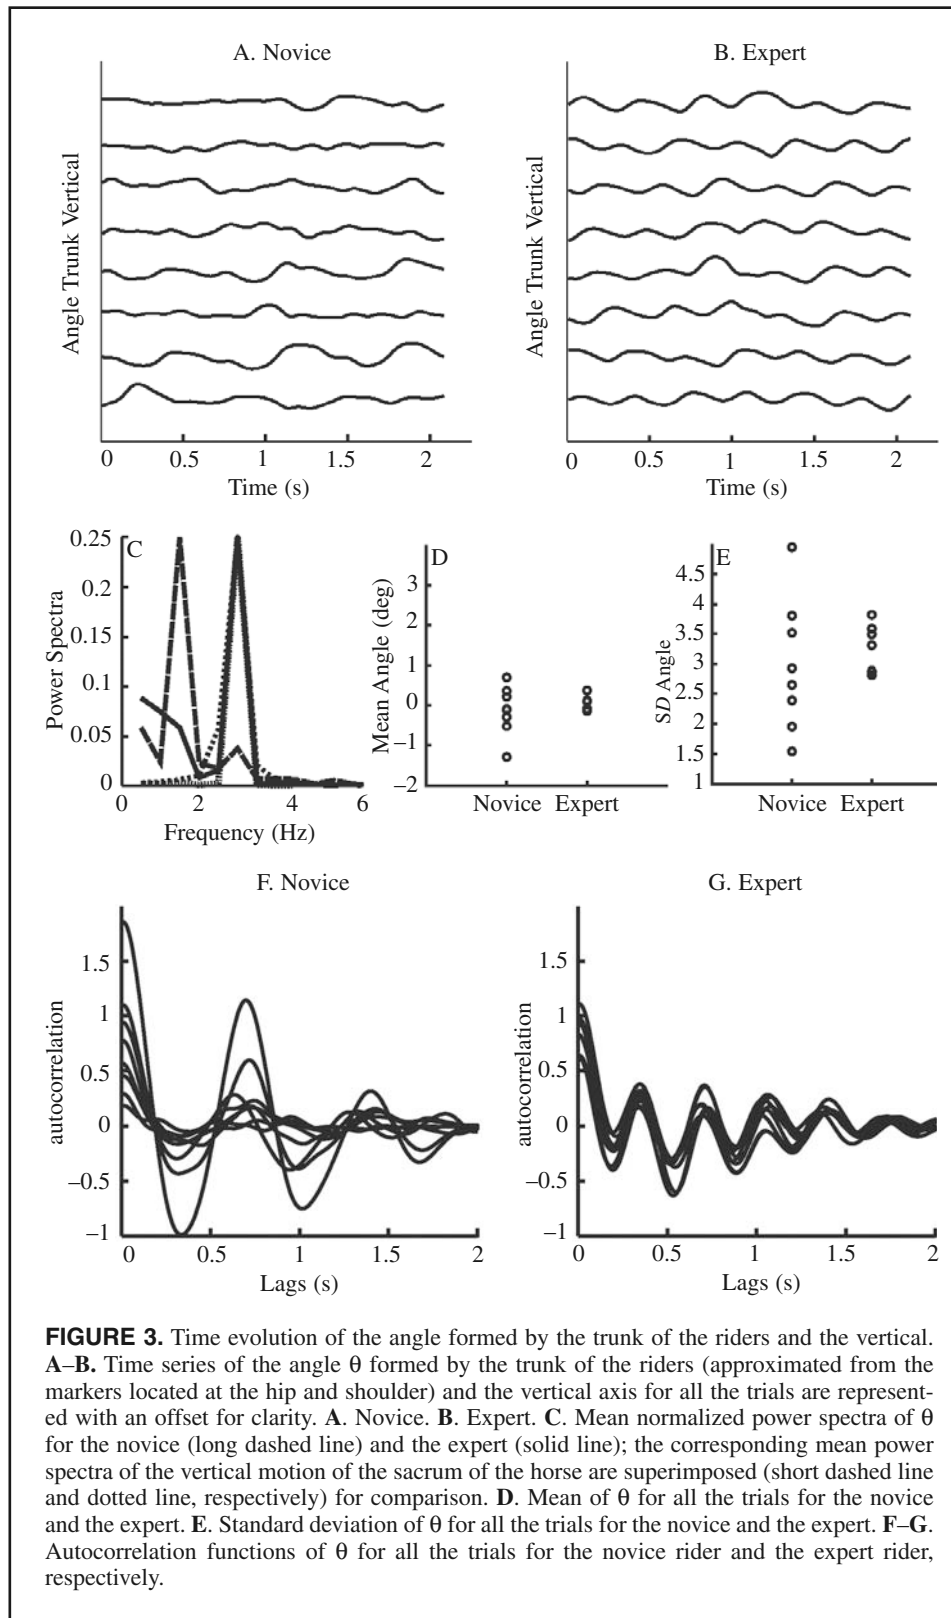 A. Novice
B. Expert
Angle Trunk Vertical
Angle Trunk Vertical
0 0.5 1 1.5 2
Time (s)
0 0.5 1 1.5 2
Time (s)
C
0.25
0.2
0.15
0.1
0.05
0
Power Spectra
0 2 4 6
Frequency (Hz)
D
3
2
1
0
−1
−2
Mean Angle (deg)
Novice Expert
E
4.5
4
3.5
3
2.5
2
1.5
1
SD Angle
Novice Expert
F. Novice
G. Expert
1.5
1
0.5
0
−0.5
−1
autocorrelation
0 0.5 1 1.5 2
Lags (s)
1.5
1
0.5
0
−0.5
−1
autocorrelation
0 0.5 1 1.5 2
Lags (s)
FIGURE 3. Time evolution of the angle formed by the trunk of the riders and the vertical.
A–B. Time series of the angle θ formed by the trunk of the riders (approximated from the
markers located at the hip and shoulder) and the vertical axis for all the trials are represent-
ed with an offset for clarity. A. Novice. B. Expert. C. Mean normalized power spectra of θ
for the novice (long dashed line) and the expert (solid line); the corresponding mean power
spectra of the vertical motion of the sacrum of the horse are superimposed (short dashed line
and dotted line, respectively) for comparison. D. Mean of θ for all the trials for the novice
and the expert. E. Standard deviation of θ for all the trials for the novice and the expert. F–G.
Autocorrelation functions of θ for all the trials for the novice rider and the expert rider,
respectively.